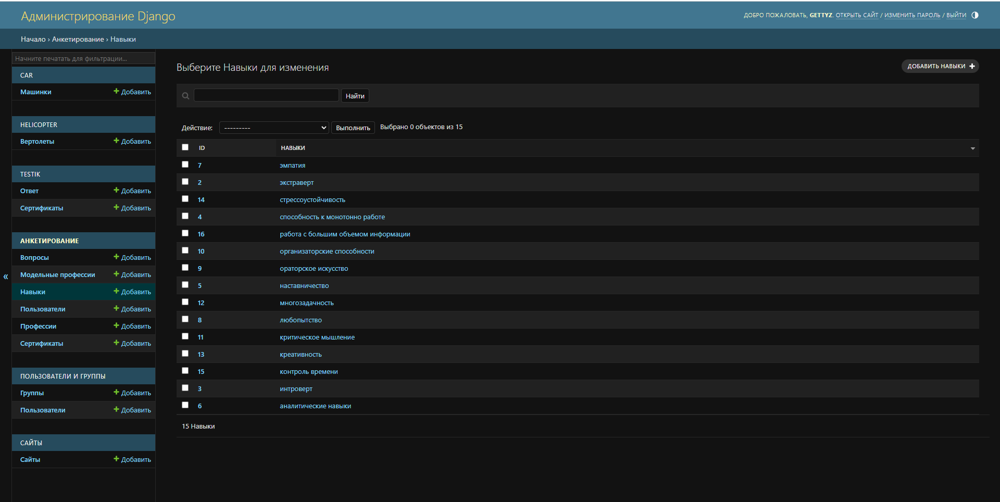 Администрирование Django
ДОБРО ПОЖАЛОВАТЬ, GETTYZ. ОТКРЫТЬ САЙТ / ИЗМЕНИТЬ ПАРОЛЬ / ВЫЙТИ
Начало › Анкетирование › Навыки
«
Начните печатать для фильтрации...
CAR
Машинки + Добавить
HELICOPTER
Вертолеты + Добавить
TESTIK
Ответ + Добавить
Сертификаты + Добавить
АНКЕТИРОВАНИЕ
Вопросы + Добавить
Модельные профессии + Добавить
Навыки + Добавить
Пользователи + Добавить
Профессии + Добавить
Сертификаты + Добавить
ПОЛЬЗОВАТЕЛИ И ГРУППЫ
Группы + Добавить
Пользователи + Добавить
САЙТЫ
Сайты + Добавить
Выберите Навыки для изменения
ДОБАВИТЬ НАВЫКИ +
Найти
Действие: --------- Выполнить Выбрано 0 объектов из 15
ID НАВЫКИ
7 эмпатия
2 экстраверт
14 стрессоустойчивость
4 способность к монотонно работе
16 работа с большим объемом информации
10 организаторские способности
9 ораторское искусство
5 наставничество
12 многозадачность
8 любопытство
11 критическое мышление
13 креативность
15 контроль времени
3 интроверт
6 аналитические навыки
15 Навыки